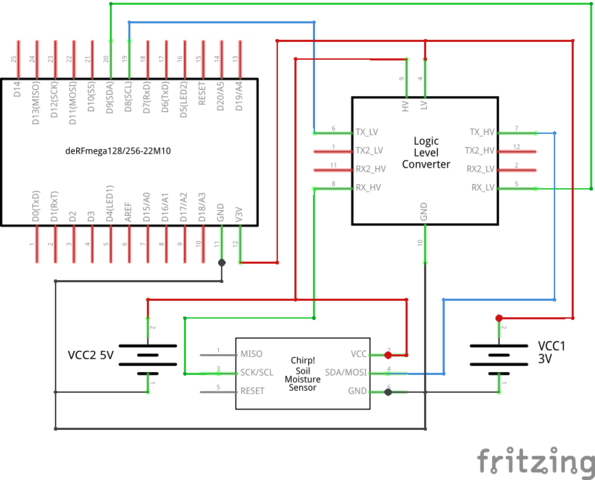 25 24 23 22 21 20 19 18 17 16 15 14 13
D14 D13(MISO) D12(SCK) D11(MOSI) D10(SS) D9(SDA) D8(SCL) D7(RxD) D6(TxD) D5(LED2) RESET D20/A5 D19/A4
deRFmega128/256-22M10
D0(TxD) D1(RxT) D2 D3 D4(LED1) AREF D15/A0 D16/A1 D17/A2 D18/A3 GND V3V
1 2 3 4 5 6 7 8 9 10 11 12
9 4
HV LV
6 TX_LV TX_HV 7
1 TX2_LV TX2_HV 12
11 RX2_HV RX2_LV 2
8 RX_HV RX_LV 5
Logic
Level
Converter
GND
10
VCC2 5V
2
1
1 MISO VCC
3 SCK/SCL SDA/MOSI 4
5 RESET GND
Chirp!
Soil
Moisture
Sensor
2
1
VCC1
3V
fritzing